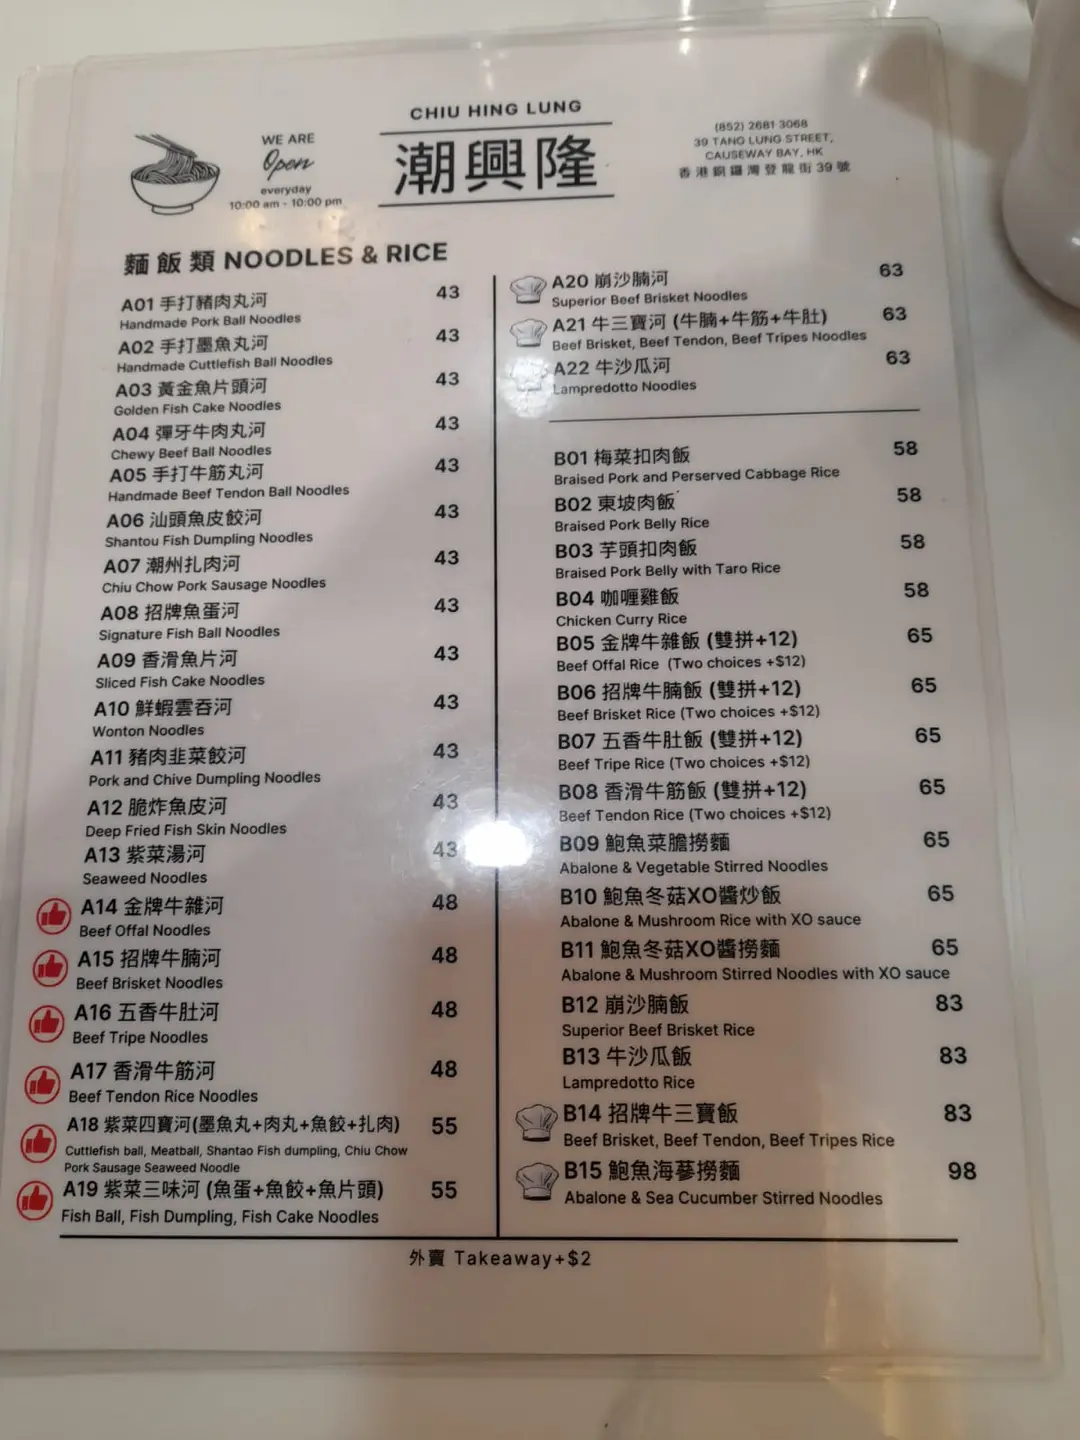 CHIU HING LUNG
潮興隆
WE ARE
Open
everyday
10:00 am - 10:00 pm
(852) 2681 3068
39 TANG LUNG STREET,
CAUSEWAY BAY, HK
香港銅鑼灣登龍街39號
麵飯類 NOODLES & RICE
A01 手打豬肉丸河 43
Handmade Pork Ball Noodles
A02 手打墨魚丸河 43
Handmade Cuttlefish Ball Noodles
A03 黃金魚片頭河 43
Golden Fish Cake Noodles
A04 彈牙牛肉丸河 43
Chewy Beef Ball Noodles
A05 手打牛筋丸河 43
Handmade Beef Tendon Ball Noodles
A06 汕頭魚皮餃河 43
Shantou Fish Dumpling Noodles
A07 潮州扎肉河 43
Chiu Chow Pork Sausage Noodles
A08 招牌魚蛋河 43
Signature Fish Ball Noodles
A09 香滑魚片河 43
Sliced Fish Cake Noodles
A10 鮮蝦雲吞河 43
Wonton Noodles
A11 豬肉韭菜餃河 43
Pork and Chive Dumpling Noodles
A12 脆炸魚皮河 43
Deep Fried Fish Skin Noodles
A13 紫菜湯河 43
Seaweed Noodles
A14 金牌牛雜河 48
Beef Offal Noodles
A15 招牌牛腩河 48
Beef Brisket Noodles
A16 五香牛肚河 48
Beef Tripe Noodles
A17 香滑牛筋河 48
Beef Tendon Rice Noodles
A18 紫菜四寶河(墨魚丸+肉丸+魚餃+扎肉) 55
Cuttlefish ball, Meatball, Shantao Fish dumpling, Chiu Chow
Pork Sausage Seaweed Noodle
A19 紫菜三味河 (魚蛋+魚餃+魚片頭) 55
Fish Ball, Fish Dumpling, Fish Cake Noodles
A20 崩沙腩河 63
Superior Beef Brisket Noodles
A21 牛三寶河 (牛腩+牛筋+牛肚) 63
Beef Brisket, Beef Tendon, Beef Tripes Noodles
A22 牛沙瓜河 63
Lampredotto Noodles
B01 梅菜扣肉飯 58
Braised Pork and Perserved Cabbage Rice
B02 東坡肉飯 58
Braised Pork Belly Rice
B03 芋頭扣肉飯 58
Braised Pork Belly with Taro Rice
B04 咖喱雞飯 58
Chicken Curry Rice
B05 金牌牛雜飯 (雙拼+12) 65
Beef Offal Rice (Two choices +$12)
B06 招牌牛腩飯 (雙拼+12) 65
Beef Brisket Rice (Two choices +$12)
B07 五香牛肚飯 (雙拼+12) 65
Beef Tripe Rice (Two choices +$12)
B08 香滑牛筋飯 (雙拼+12) 65
Beef Tendon Rice (Two choices +$12)
B09 鮑魚菜膽撈麵 65
Abalone & Vegetable Stirred Noodles
B10 鮑魚冬菇XO醬炒飯 65
Abalone & Mushroom Rice with XO sauce
B11 鮑魚冬菇XO醬撈麵 65
Abalone & Mushroom Stirred Noodles with XO sauce
B12 崩沙腩飯 83
Superior Beef Brisket Rice
B13 牛沙瓜飯 83
Lampredotto Rice
B14 招牌牛三寶飯 83
Beef Brisket, Beef Tendon, Beef Tripes Rice
B15 鮑魚海蔘撈麵 98
Abalone & Sea Cucumber Stirred Noodles
外賣 Takeaway+$2